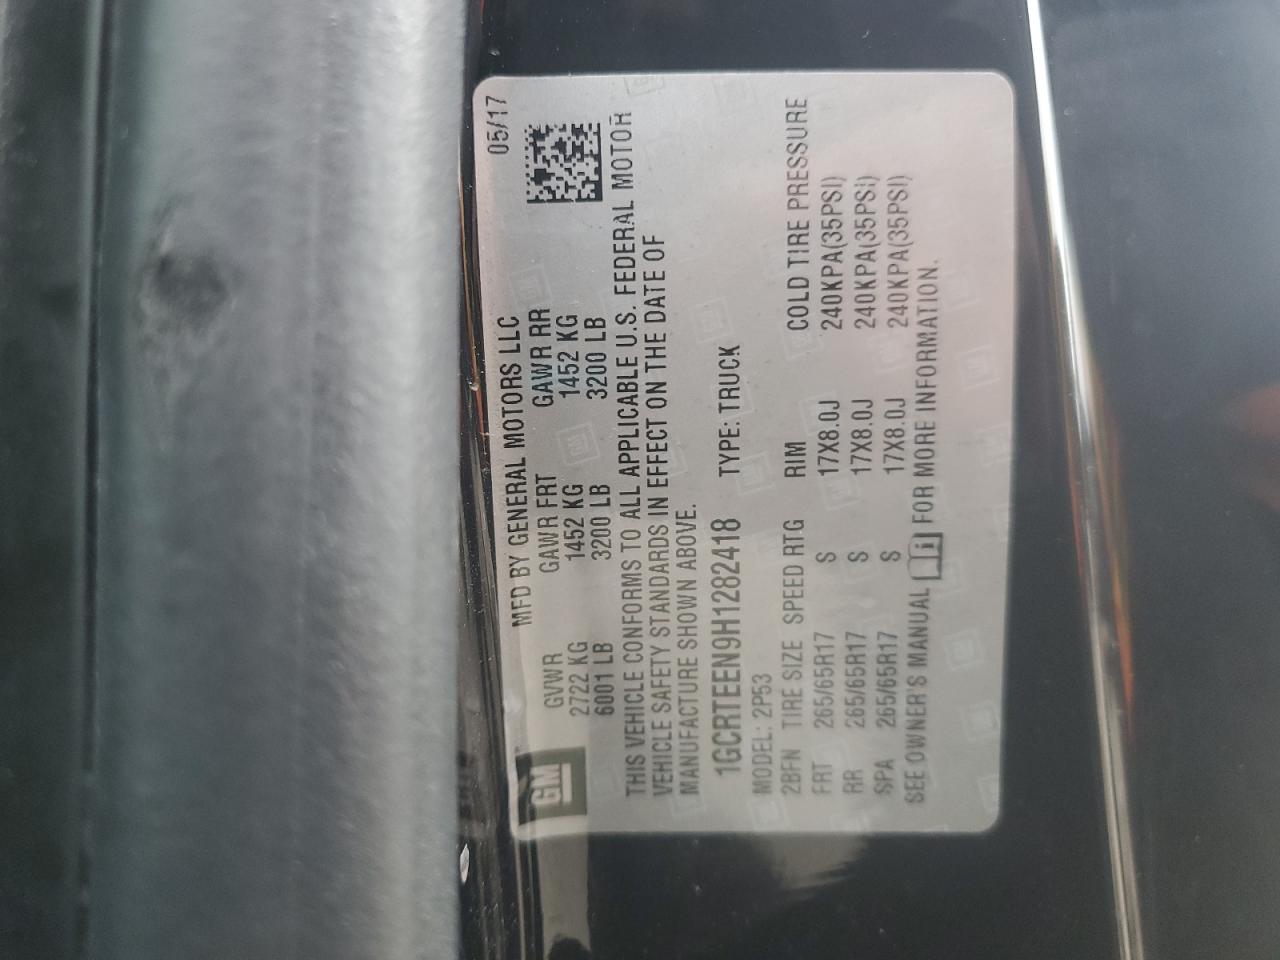 05/17
MFD BY GENERAL MOTORS LLC
GM
GVWR GAWR FRT GAWR RR
2722 KG 1452 KG 1452 KG
6001 LB 3200 LB 3200 LB
THIS VEHICLE CONFORMS TO ALL APPLICABLE U.S. FEDERAL MOTOR
VEHICLE SAFETY STANDARDS IN EFFECT ON THE DATE OF
MANUFACTURE SHOWN ABOVE.
1GCRTEEN9H1282418 TYPE: TRUCK
MODEL: 2P53
2BFN TIRE SIZE SPEED RTG RIM COLD TIRE PRESSURE
FRT 265/65R17 S 17X8.0J 240KPA(35PSI)
RR 265/65R17 S 17X8.0J 240KPA(35PSI)
SPA 265/65R17 S 17X8.0J 240KPA(35PSI)
SEE OWNER'S MANUAL i FOR MORE INFORMATION.